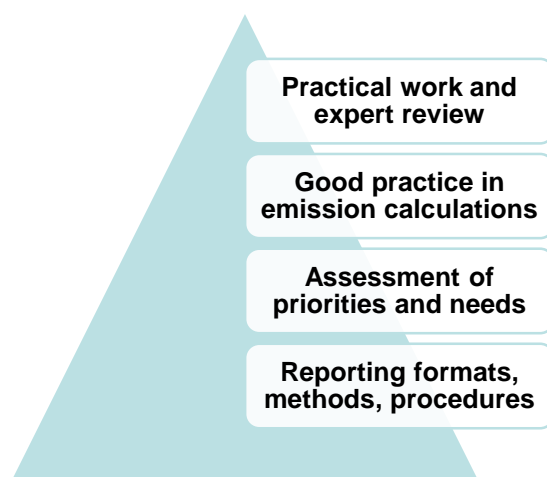 Practical work and
expert review
Good practice in
emission calculations
Assessment of
priorities and needs
Reporting formats,
methods, procedures